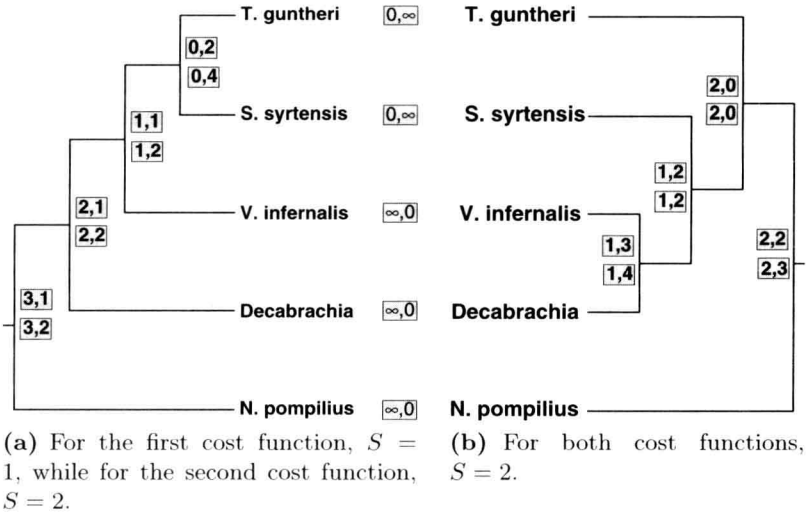 T. guntheri 0,∞ T. guntheri
0,2
0,4
2,0
2,0
S. syrtensis 0,∞ S. syrtensis
1,1
1,2
1,2
1,2
V. infernalis ∞,0 V. infernalis
2,1
2,2
1,3
1,4
2,2
2,3
Decabrachia ∞,0 Decabrachia
3,1
3,2
N. pompilius ∞,0 N. pompilius
(a) For the first cost function, S =
1, while for the second cost function,
S = 2.
(b) For both cost functions,
S = 2.